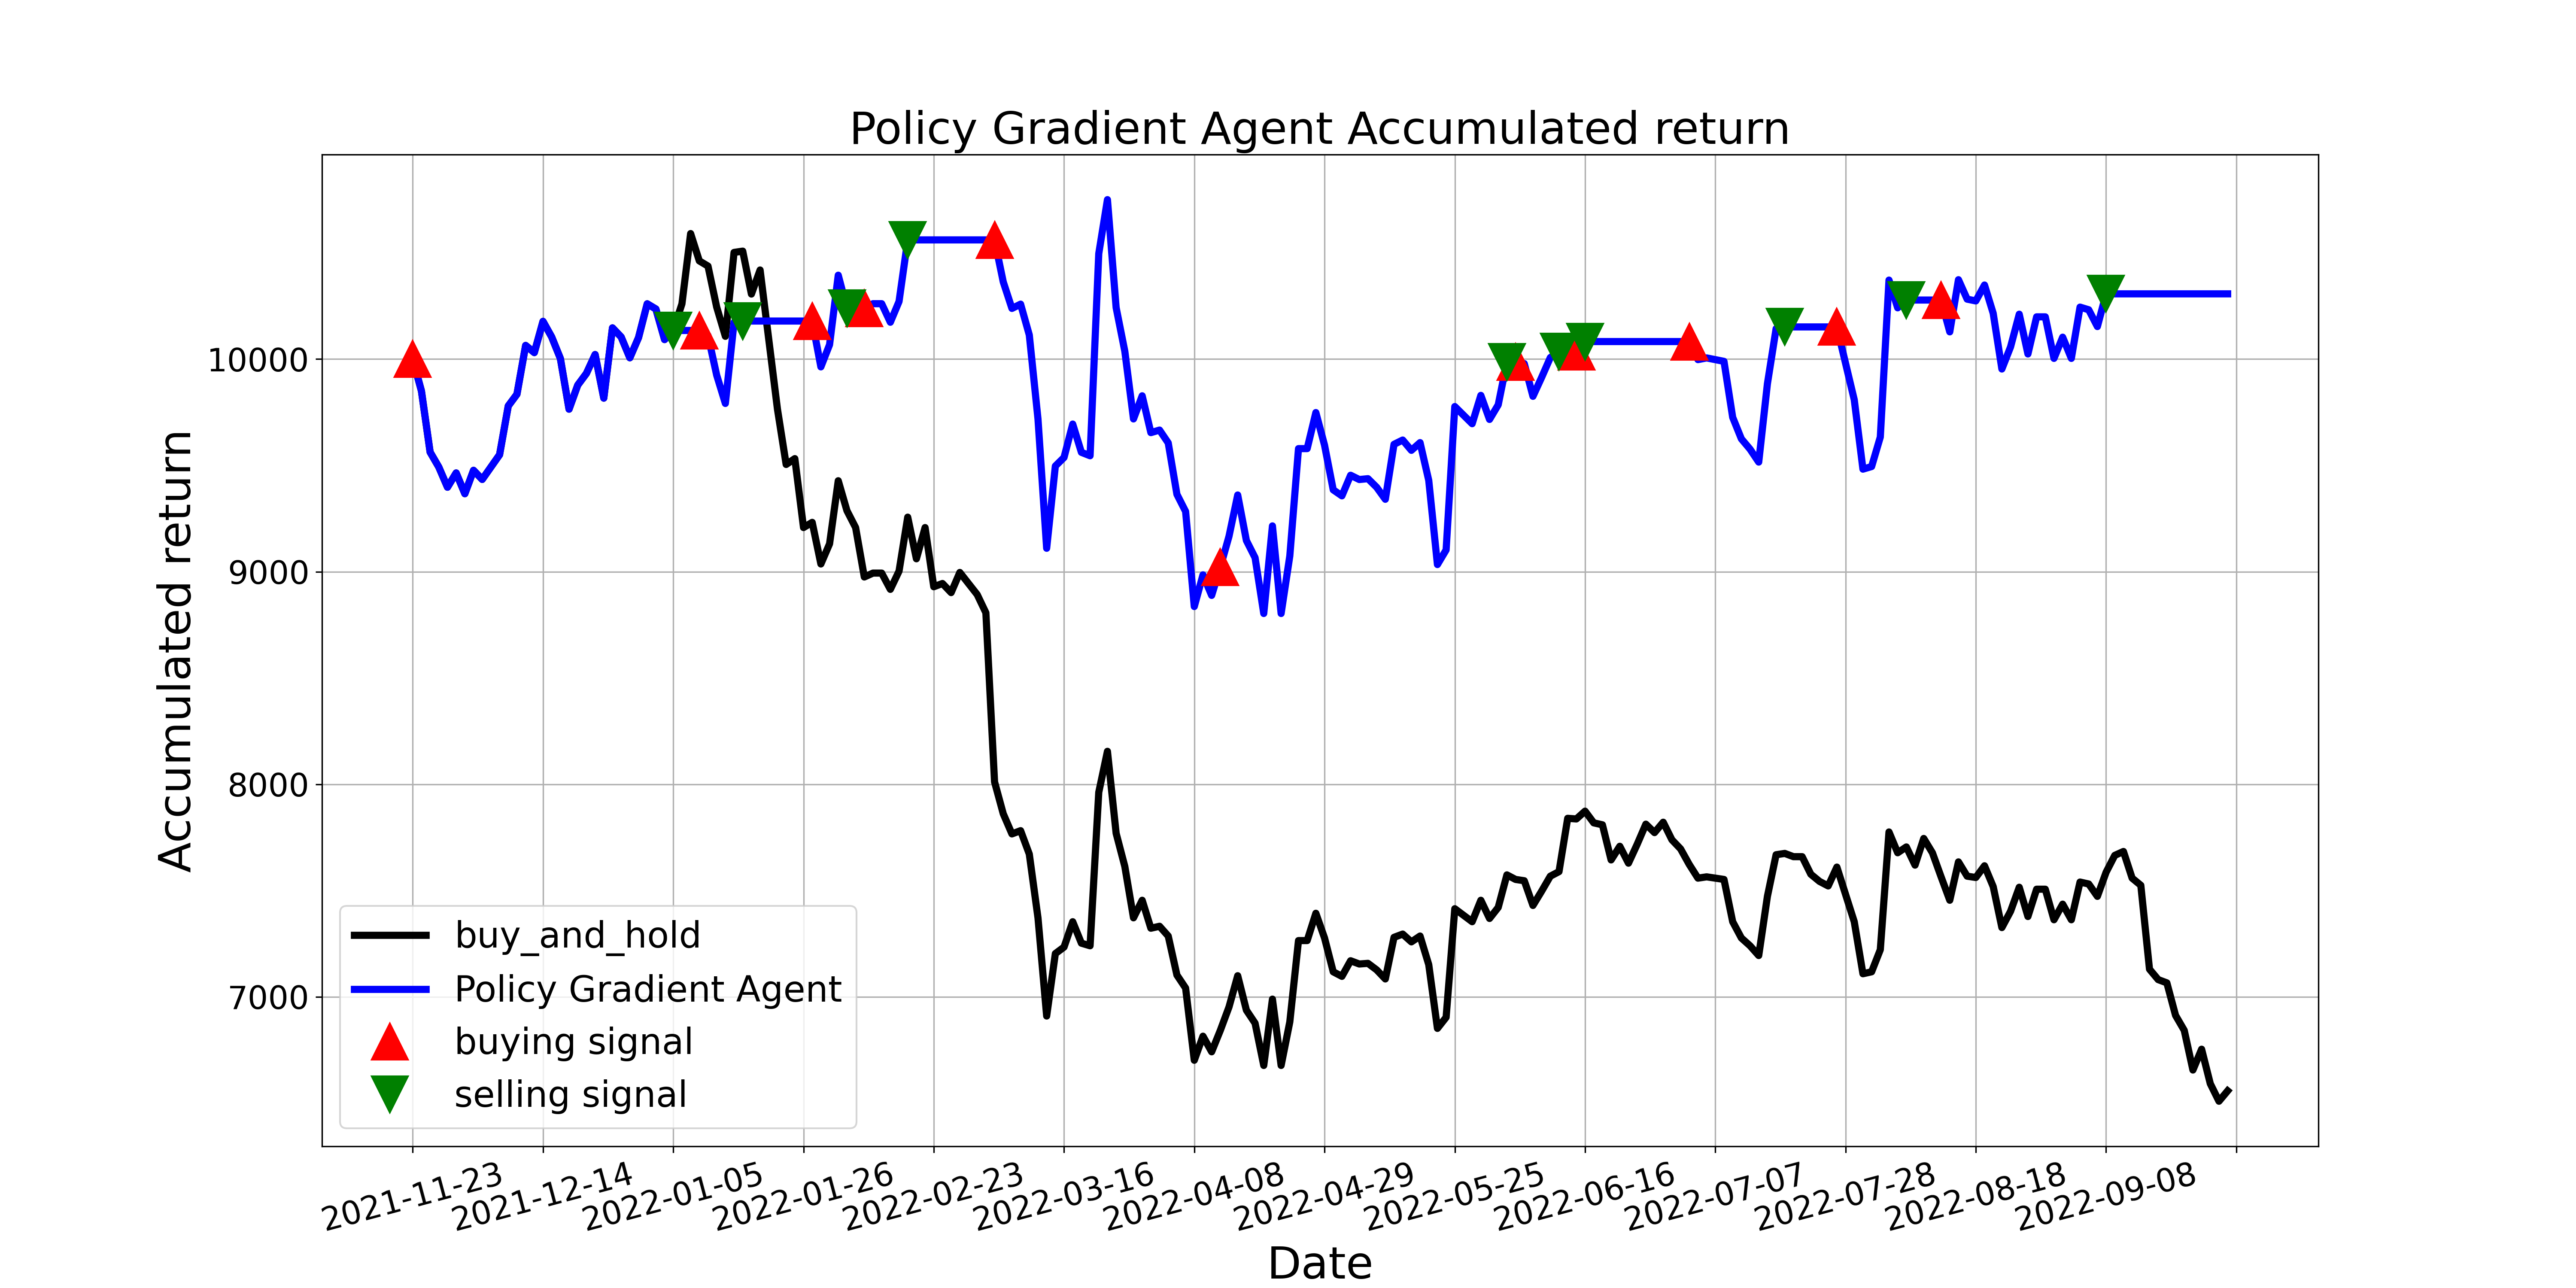 Policy Gradient Agent Accumulated return
Accumulated return
10000
9000
8000
7000
buy_and_hold
Policy Gradient Agent
buying signal
selling signal
2021-11-23
2021-12-14
2022-01-05
2022-01-26
2022-02-23
2022-03-16
2022-04-08
2022-04-29
2022-05-25
2022-06-16
2022-07-07
2022-07-28
2022-08-18
2022-09-08
Date